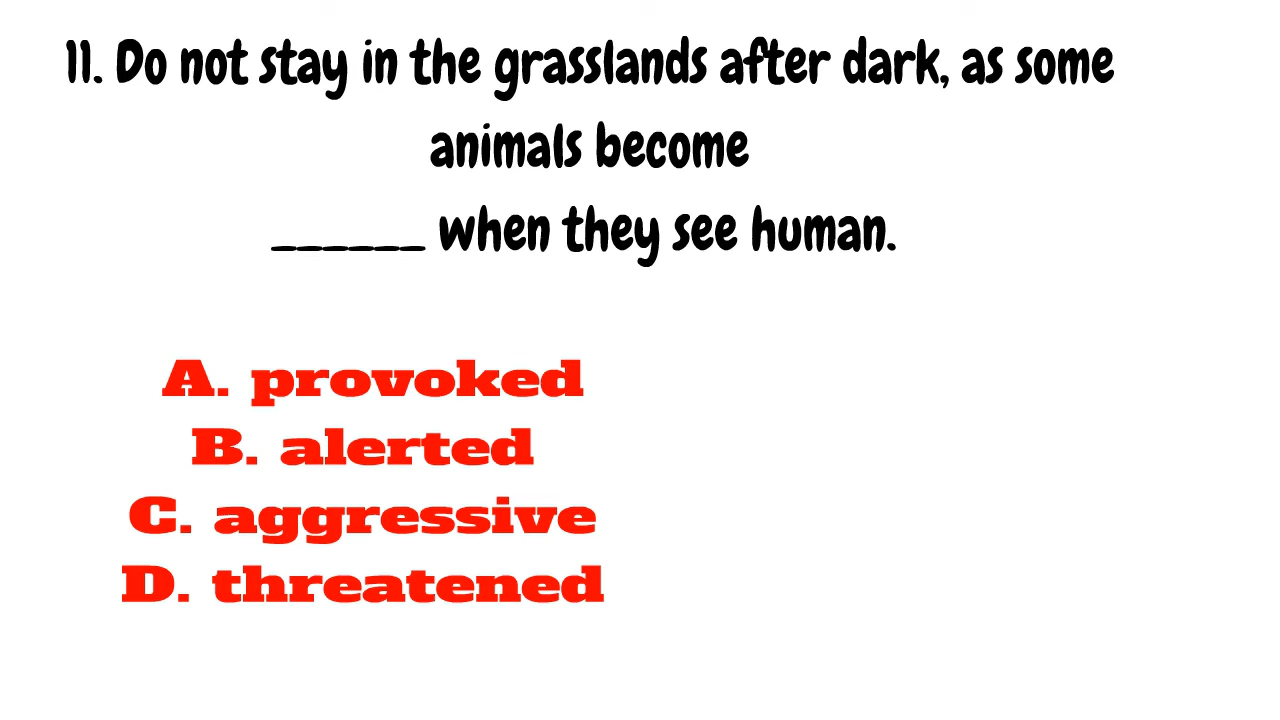 11. Do not stay in the grasslands after dark, as some
animals become
______ when they see human.
A. provoked
B. alerted
C. aggressive
D. threatened